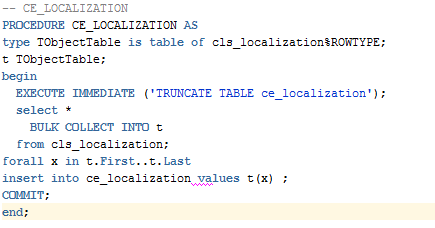 -- CE_LOCALIZATION
PROCEDURE CE_LOCALIZATION AS
type TObjectTable is table of cls_localization%ROWTYPE;
t TObjectTable;
begin
  EXECUTE IMMEDIATE ('TRUNCATE TABLE ce_localization');
  select *
    BULK COLLECT INTO t
  from cls_localization;
forall x in t.First..t.Last
insert into ce_localization values t(x) ;
COMMIT;
end;